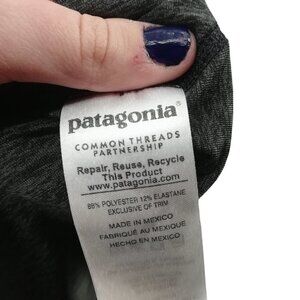 patagonia®
COMMON THREADS
PARTNERSHIP
Repair, Reuse, Recycle
This Product
www.patagonia.com
88% POLYESTER 12% ELASTANE
EXCLUSIVE OF TRIM
MADE IN MEXICO
FABRIQUÉ AU MEXIQUE
HECHO EN MEXICO